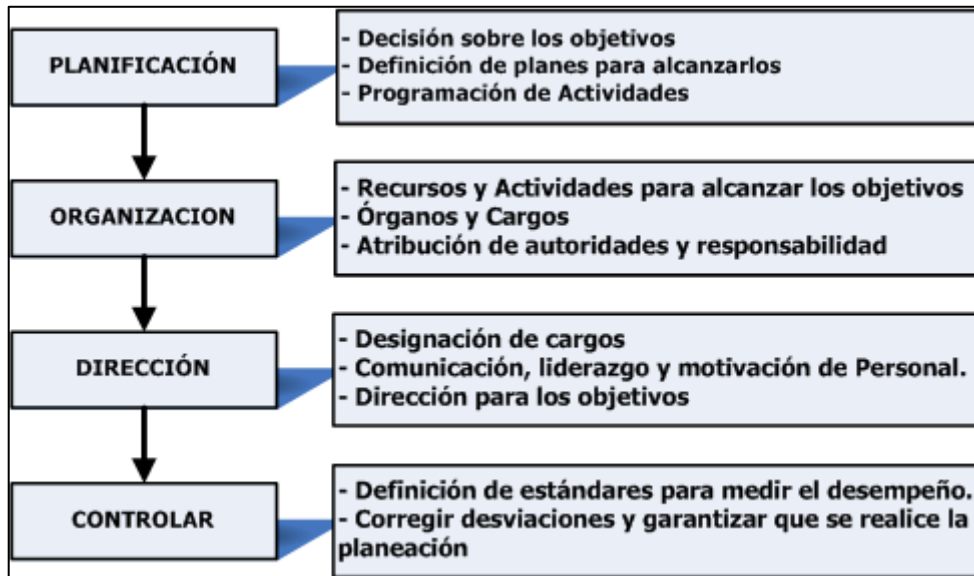 PLANIFICACIÓN
- Decisión sobre los objetivos
- Definición de planes para alcanzarlos
- Programación de Actividades
ORGANIZACION
- Recursos y Actividades para alcanzar los objetivos
- Órganos y Cargos
- Atribución de autoridades y responsabilidad
DIRECCIÓN
- Designación de cargos
- Comunicación, liderazgo y motivación de Personal.
- Dirección para los objetivos
CONTROLAR
- Definición de estándares para medir el desempeño.
- Corregir desviaciones y garantizar que se realice la
planeación